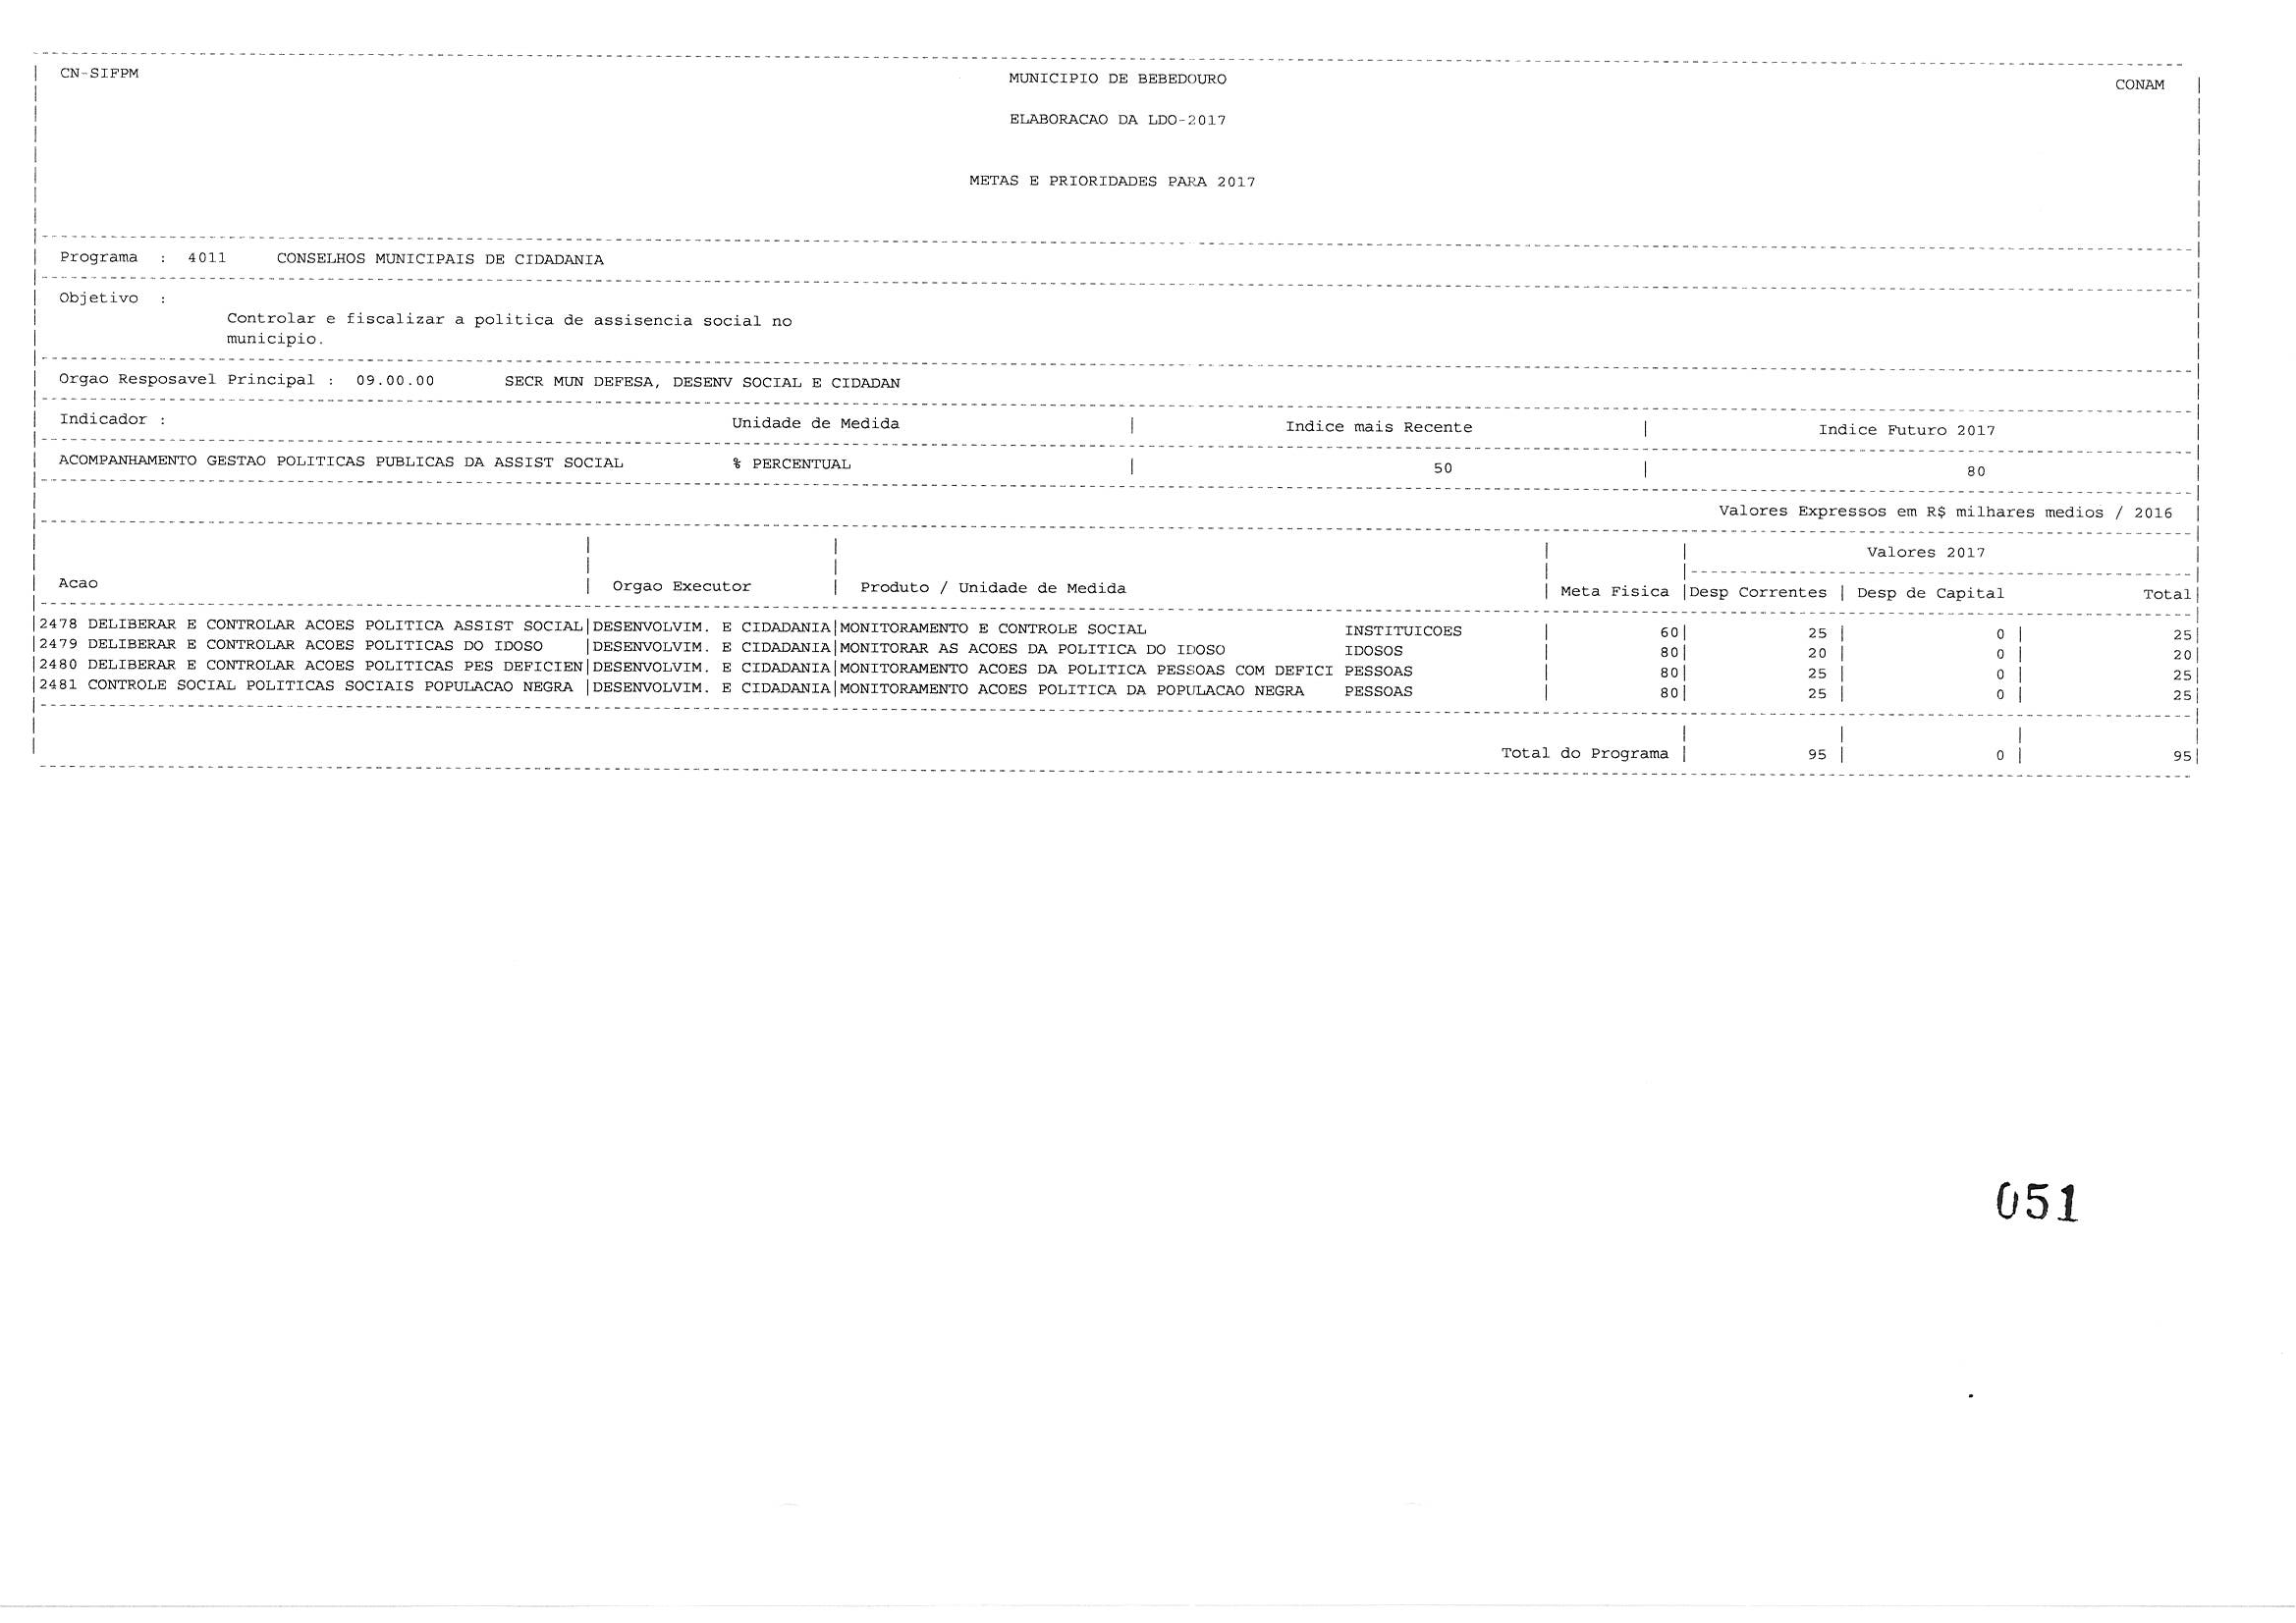 CN-SIFPM MUNICIPIO DE BEBEDOURO CONAM
ELABORACAO DA LDO-2017
METAS E PRIORIDADES PARA 2017
Programa : 4011 CONSELHOS MUNICIPAIS DE CIDADANIA
Objetivo :
Controlar e fiscalizar a politica de assisencia social no
municipio.
Orgao Resposavel Principal : 09.00.00 SECR MUN DEFESA, DESENV SOCIAL E CIDADAN
Indicador : Unidade de Medida | Indice mais Recente | Indice Futuro 2017
ACOMPANHAMENTO GESTAO POLITICAS PUBLICAS DA ASSIST SOCIAL % PERCENTUAL | 50 | 80
Valores Expressos em R$ milhares medios / 2016
Valores 2017
Acao | Orgao Executor | Produto / Unidade de Medida | Meta Fisica |Desp Correntes | Desp de Capital Total|
|2478 DELIBERAR E CONTROLAR ACOES POLITICA ASSIST SOCIAL|DESENVOLVIM. E CIDADANIA|MONITORAMENTO E CONTROLE SOCIAL INSTITUICOES | 60| 25 | 0 | 25|
|2479 DELIBERAR E CONTROLAR ACOES POLITICAS DO IDOSO |DESENVOLVIM. E CIDADANIA|MONITORAR AS ACOES DA POLITICA DO IDOSO IDOSOS | 80| 20 | 0 | 20|
|2480 DELIBERAR E CONTROLAR ACOES POLITICAS PES DEFICIEN|DESENVOLVIM. E CIDADANIA|MONITORAMENTO ACOES DA POLITICA PESSOAS COM DEFICI PESSOAS | 80| 25 | 0 | 25|
|2481 CONTROLE SOCIAL POLITICAS SOCIAIS POPULACAO NEGRA |DESENVOLVIM. E CIDADANIA|MONITORAMENTO ACOES POLITICA DA POPULACAO NEGRA PESSOAS | 80| 25 | 0 | 25|
Total do Programa | 95 | 0 | 95|
051